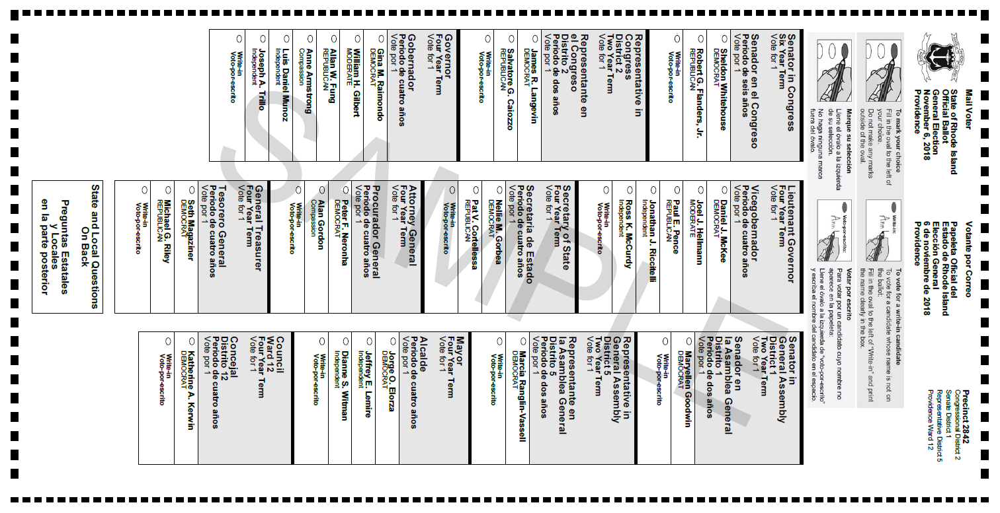 Mail Voter
State of Rhode Island
Official Ballot
General Election
November 6, 2018
Providence
Votante por Correo
Papeleta Oficial del
Estado de Rhode Island
Elección General
6 de noviembre de 2018
Providence
Precinct 2842
Congressional District 2
Senate District 1
Representative District 5
Providence Ward 12
To mark your choice
Fill in the oval to the left of
your choice.
Do not make any marks
outside of the oval.
Write-in:
To vote for a write-in candidate
To vote for a candidate whose name is not on
the ballot:
Fill in the oval to the left of "Write-in" and print
the name clearly in the box.
Marque su selección
Llene el óvalo a la izquierda
de su selección.
No haga ninguna marca
fuera del óvalo.
Voto-por-escrito:
Votar por escrito
Para votar por un candidato cuyo nombre no
aparece en la papeleta:
Llene el óvalo a la izquierda de "voto-por-escrito"
y escriba el nombre del candidato en el espacio.
Senator in Congress
Six Year Term
Vote for 1
Senador en el Congreso
Periodo de seis años
Vote por 1
Sheldon Whitehouse
DEMOCRAT
Robert G. Flanders, Jr.
REPUBLICAN
Write-in
Voto-por-escrito
Representative in
Congress
District 2
Two Year Term
Vote for 1
Representante en
el Congreso
Distrito 2
Periodo de dos años
Vote por 1
James R. Langevin
DEMOCRAT
Salvatore G. Caiozzo
REPUBLICAN
Write-in
Voto-por-escrito
Governor
Four Year Term
Vote for 1
Gobernador
Periodo de cuatro años
Vote por 1
Gina M. Raimondo
DEMOCRAT
William H. Gilbert
MODERATE
Allan W. Fung
REPUBLICAN
Anne Armstrong
Compassion
Luis Daniel Munoz
Independent
Joseph A. Trillo
Independent
Write-in
Voto-por-escrito
Lieutenant Governor
Four Year Term
Vote for 1
Vicegobernador
Periodo de cuatro años
Vote por 1
Daniel J. McKee
DEMOCRAT
Joel J. Hellmann
MODERATE
Paul E. Pence
REPUBLICAN
Jonathan J. Riccitelli
Independent
Ross K. McCurdy
Independent
Write-in
Voto-por-escrito
Secretary of State
Four Year Term
Vote for 1
Secretaria de Estado
Periodo de cuatro años
Vote por 1
Nellie M. Gorbea
DEMOCRAT
Pat V. Cortellessa
REPUBLICAN
Write-in
Voto-por-escrito
Attorney General
Four Year Term
Vote for 1
Procurador General
Periodo de cuatro años
Vote por 1
Peter F. Neronha
DEMOCRAT
Alan Gordon
Compassion
Write-in
Voto-por-escrito
General Treasurer
Four Year Term
Vote for 1
Tesorero General
Periodo de cuatro años
Vote por 1
Seth Magaziner
DEMOCRAT
Michael G. Riley
REPUBLICAN
Write-in
Voto-por-escrito
State and Local Questions
On Back
Preguntas Estatales
y Locales
en la parte posterior
Senator in
General Assembly
District 1
Two Year Term
Vote for 1
Senador en
la Asamblea General
Distrito 1
Periodo de dos años
Vote por 1
Maryellen Goodwin
DEMOCRAT
Write-in
Voto-por-escrito
Representative in
General Assembly
District 5
Two Year Term
Vote for 1
Representante en
la Asamblea General
Distrito 5
Periodo de dos años
Vote por 1
Marcia Ranglin-Vassell
DEMOCRAT
Write-in
Voto-por-escrito
Mayor
Four Year Term
Vote for 1
Alcalde
Periodo de cuatro años
Vote por 1
Jorge O. Elorza
DEMOCRAT
Jeffrey E. Lemire
Independent
Dianne S. Witman
Independent
Write-in
Voto-por-escrito
Council
Ward 12
Four Year Term
Vote for 1
Concejal
Distrito 12
Periodo de cuatro años
Vote por 1
Katherine A. Kerwin
DEMOCRAT
Write-in
Voto-por-escrito
SAMPLE